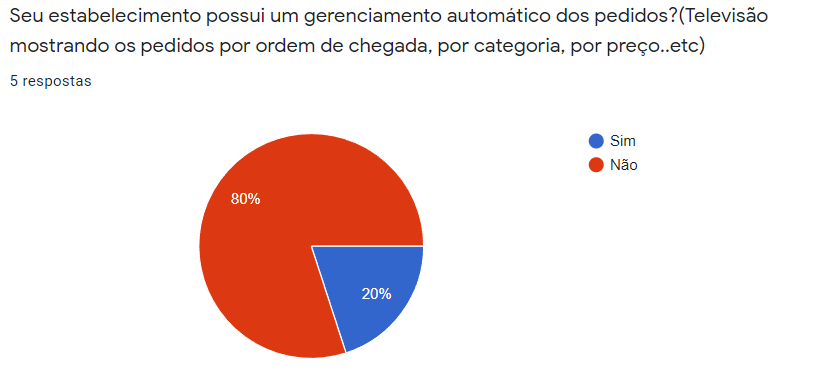 Seu estabelecimento possui um gerenciamento automático dos pedidos?(Televisão
mostrando os pedidos por ordem de chegada, por categoria, por preço..etc)
5 respostas
Sim
Não
80%
20%